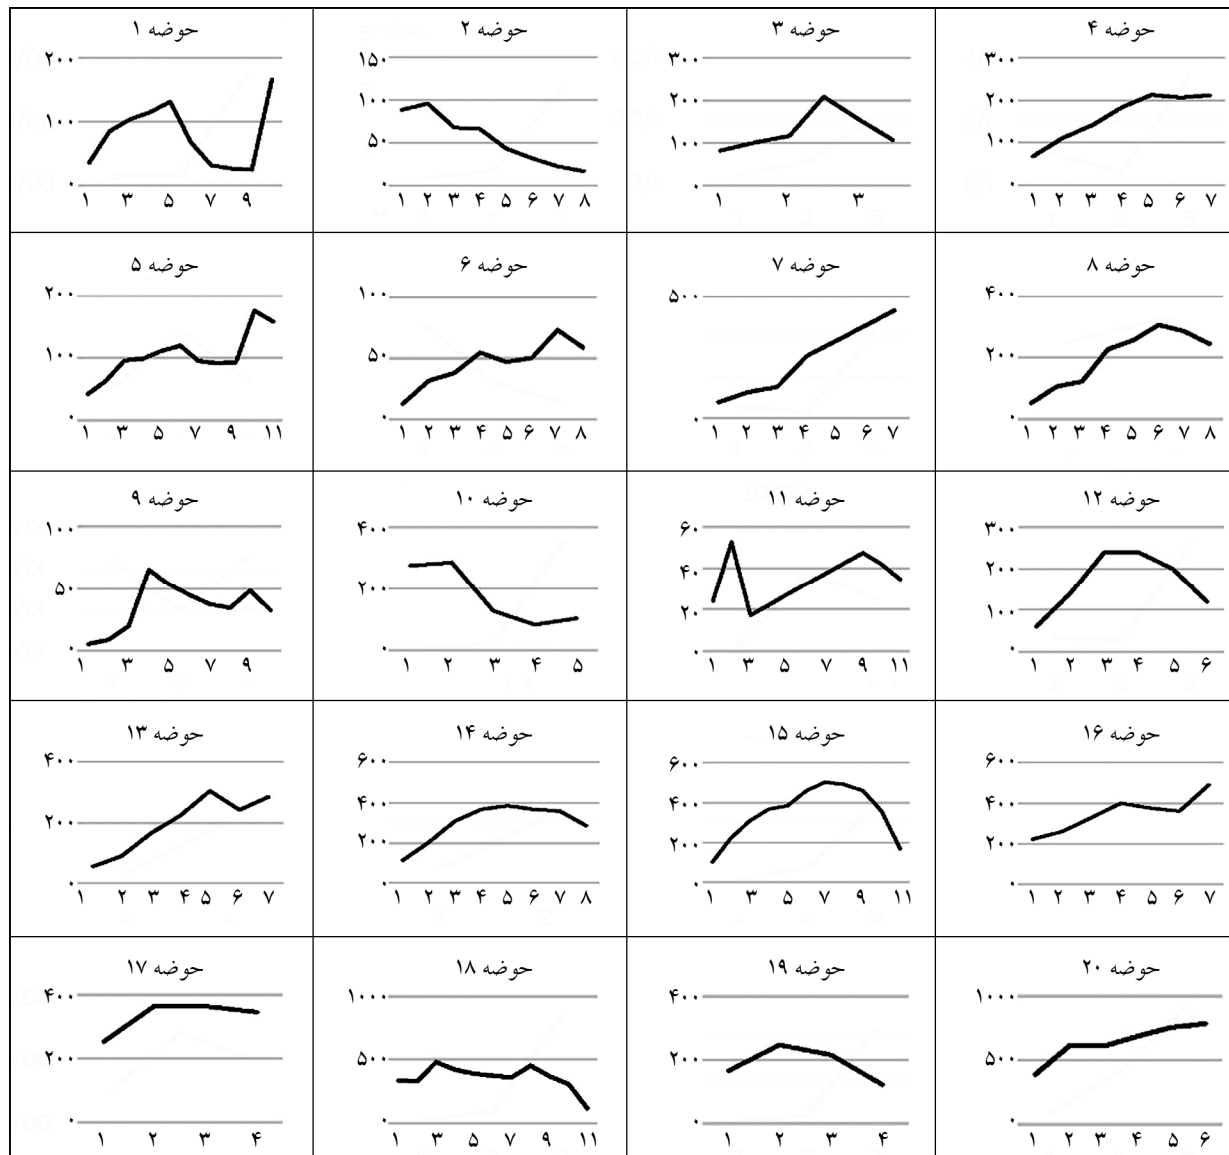 حوضه ۱
۲۰۰
۱۰۰
۰
۱ ۳ ۵ ۷ ۹
حوضه ۲
۱۵۰
۱۰۰
۵۰
۰
۱ ۲ ۳ ۴ ۵ ۶ ۷ ۸
حوضه ۳
۳۰۰
۲۰۰
۱۰۰
۰
۱ ۲ ۳
حوضه ۴
۳۰۰
۲۰۰
۱۰۰
۰
۱ ۲ ۳ ۴ ۵ ۶ ۷
حوضه ۵
۲۰۰
۱۰۰
۰
۱ ۳ ۵ ۷ ۹ ۱۱
حوضه ۶
۱۰۰
۵۰
۰
۱ ۲ ۳ ۴ ۵ ۶ ۷ ۸
حوضه ۷
۵۰۰
۰
۱ ۲ ۳ ۴ ۵ ۶ ۷
حوضه ۸
۴۰۰
۲۰۰
۰
۱ ۲ ۳ ۴ ۵ ۶ ۷ ۸
حوضه ۹
۱۰۰
۵۰
۰
۱ ۳ ۵ ۷ ۹
حوضه ۱۰
۴۰۰
۲۰۰
۰
۱ ۲ ۳ ۴ ۵
حوضه ۱۱
۶۰
۴۰
۲۰
۰
۱ ۳ ۵ ۷ ۹ ۱۱
حوضه ۱۲
۳۰۰
۲۰۰
۱۰۰
۰
۱ ۲ ۳ ۴ ۵ ۶
حوضه ۱۳
۴۰۰
۲۰۰
۰
۱ ۲ ۳ ۴ ۵ ۶ ۷
حوضه ۱۴
۶۰۰
۴۰۰
۲۰۰
۰
۱ ۲ ۳ ۴ ۵ ۶ ۷ ۸
حوضه ۱۵
۶۰۰
۴۰۰
۲۰۰
۰
۱ ۳ ۵ ۷ ۹ ۱۱
حوضه ۱۶
۶۰۰
۴۰۰
۲۰۰
۰
۱ ۲ ۳ ۴ ۵ ۶ ۷
حوضه ۱۷
۴۰۰
۲۰۰
۰
۱ ۲ ۳ ۴
حوضه ۱۸
۱۰۰۰
۵۰۰
۰
۱ ۳ ۵ ۷ ۹ ۱۱
حوضه ۱۹
۴۰۰
۲۰۰
۰
۱ ۲ ۳ ۴
حوضه ۲۰
۱۰۰۰
۵۰۰
۰
۱ ۲ ۳ ۴ ۵ ۶